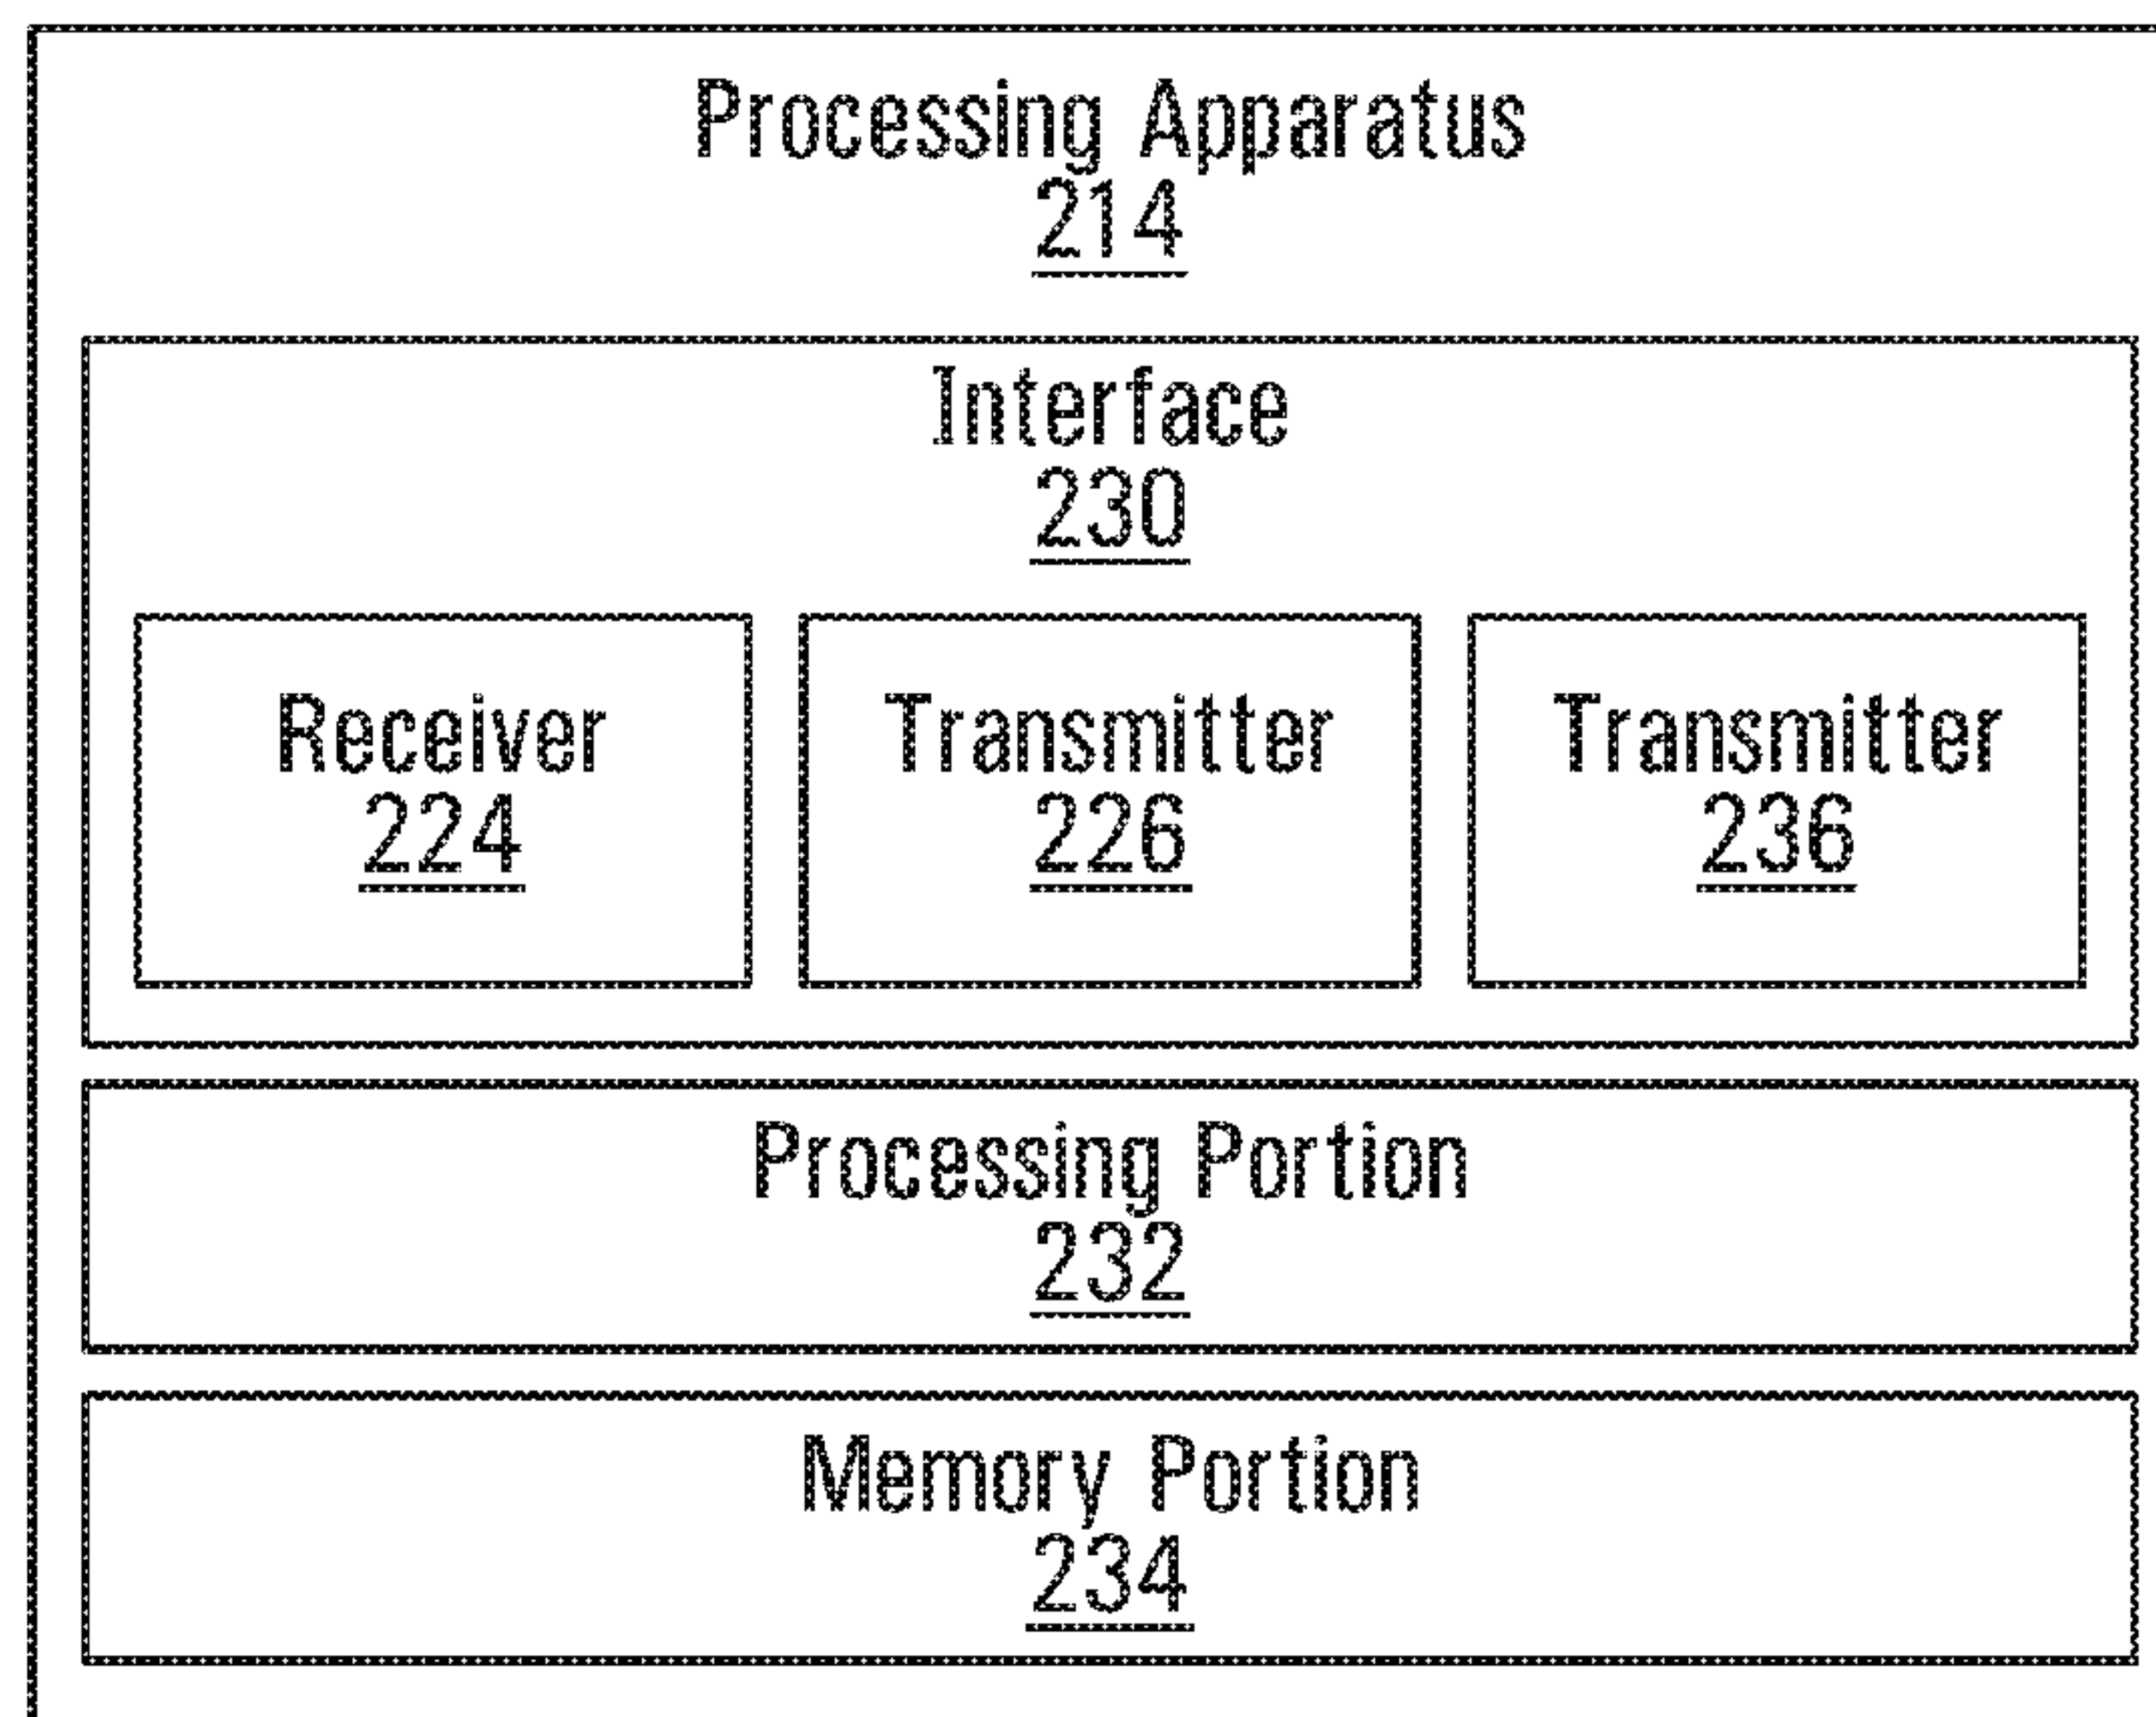 Processing Apparatus
214
Interface
230
Receiver
224
Transmitter
226
Transmitter
236
Processing Portion
232
Memory Portion
234